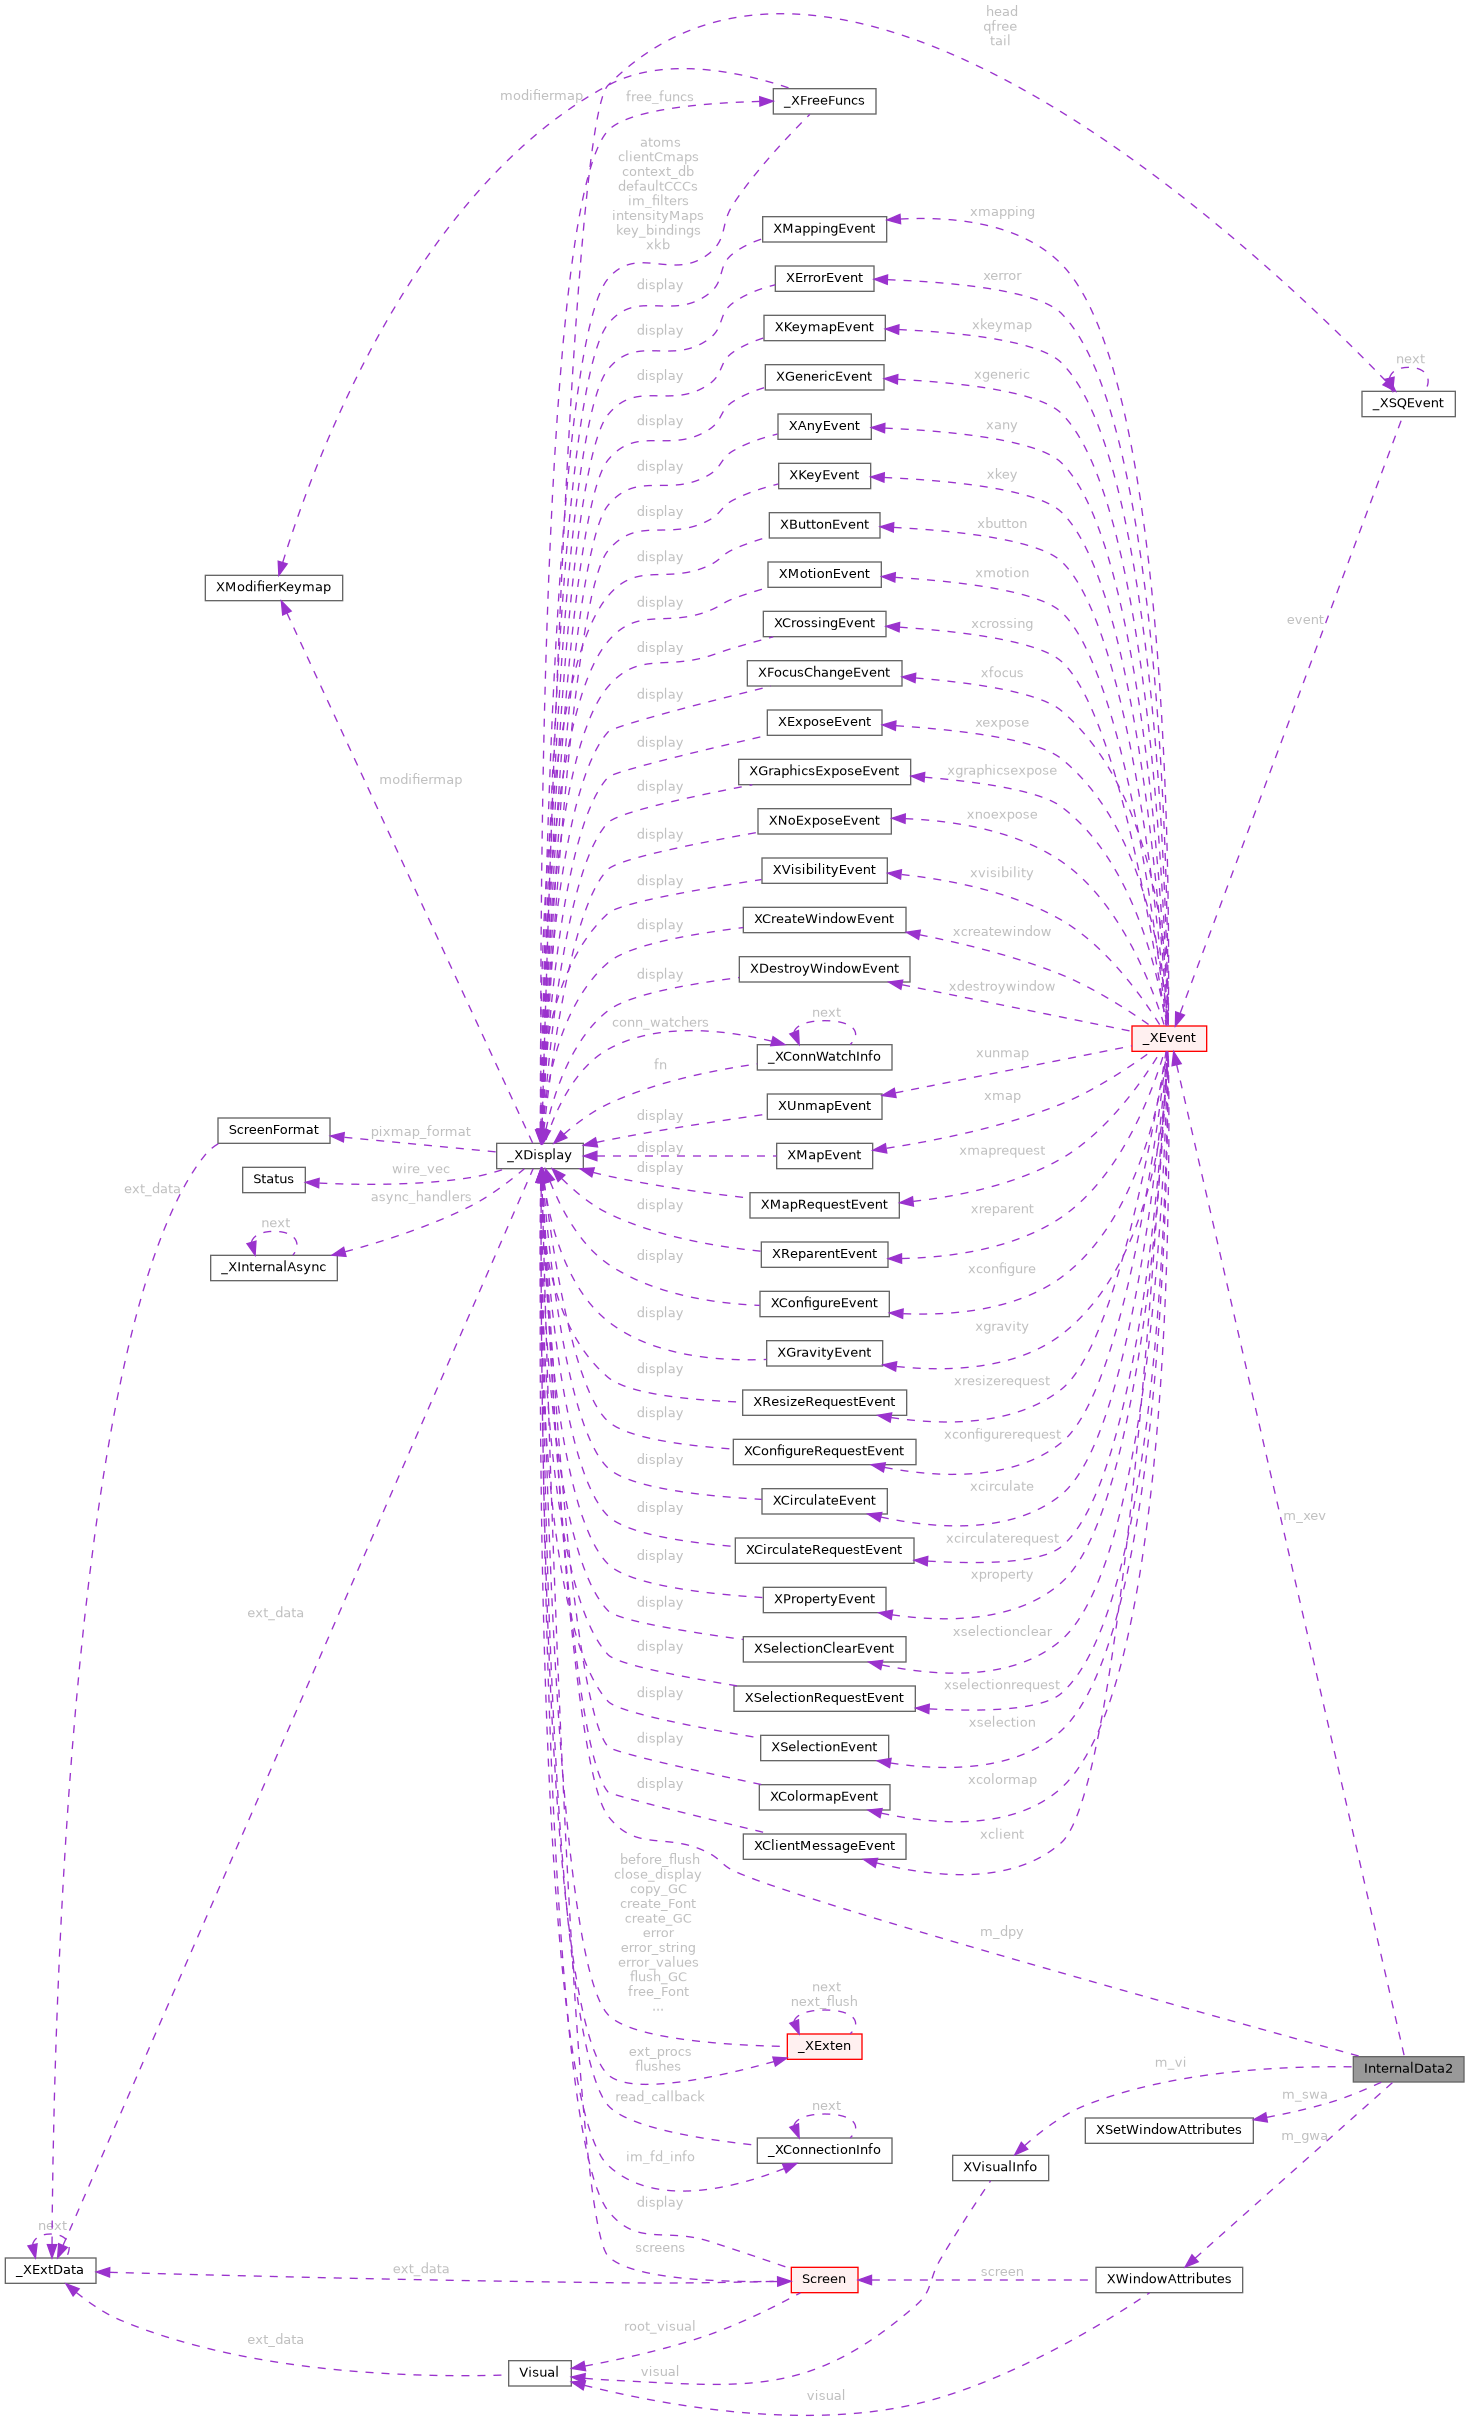 head
qfree
tail
modifiermap
free_funcs
_XFreeFuncs
atoms
clientCmaps
context_db
defaultCCCs
im_filters
intensityMaps
key_bindings
xkb
xmapping
XMappingEvent
display
xerror
XErrorEvent
display
xkeymap
XKeymapEvent
display
xgeneric
XGenericEvent
display
next
_XSQEvent
xany
XAnyEvent
display
xkey
XKeyEvent
display
xbutton
XButtonEvent
display
xmotion
XMotionEvent
display
XModifierKeymap
event
xcrossing
XCrossingEvent
display
xfocus
XFocusChangeEvent
display
xexpose
XExposeEvent
display
xgraphicsexpose
XGraphicsExposeEvent
display
modifiermap
xnoexpose
XNoExposeEvent
display
xvisibility
XVisibilityEvent
display
xcreatewindow
XCreateWindowEvent
display
xdestroywindow
XDestroyWindowEvent
display
conn_watchers
next
_XConnWatchInfo
_XEvent
xunmap
fn
xmap
XUnmapEvent
display
ScreenFormat
pixmap_format
_XDisplay
display
XMapEvent
xmaprequest
display
Status
wire_vec
ext_data
async_handlers
XMapRequestEvent
display
xreparent
next
_XInternalAsync
XReparentEvent
display
xconfigure
XConfigureEvent
display
xgravity
XGravityEvent
display
xresizerequest
XResizeRequestEvent
display
xconfigurerequest
XConfigureRequestEvent
display
xcirculate
XCirculateEvent
display
m_xev
xcirculaterequest
XCirculateRequestEvent
display
xproperty
XPropertyEvent
display
ext_data
xselectionclear
XSelectionClearEvent
display
xselectionrequest
XSelectionRequestEvent
display
xselection
XSelectionEvent
display
xcolormap
XColormapEvent
display
xclient
XClientMessageEvent
before_flush
close_display
copy_GC
create_Font
create_GC
error
error_string
error_values
flush_GC
free_Font
...
m_dpy
next
next_flush
_XExten
ext_procs
flushes
InternalData2
m_vi
m_swa
read_callback
next
XSetWindowAttributes
m_gwa
_XConnectionInfo
im_fd_info
XVisualInfo
display
next
screens
_XExtData
ext_data
Screen
screen
XWindowAttributes
root_visual
ext_data
Visual
visual
visual